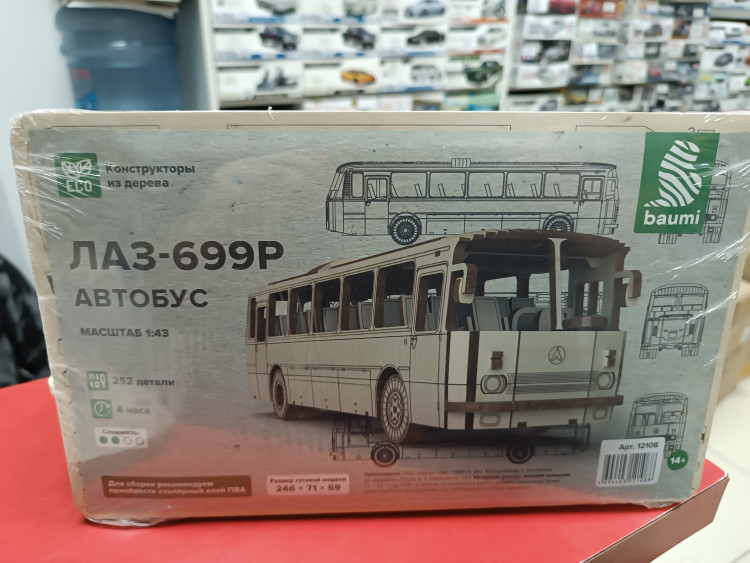 ECO
Конструкторы
из дерева
baumi
ЛАЗ-699Р
АВТОБУС
МАСШТАБ 1:43
252 детали
4 часа
Сложность:
Для сборки рекомендуем
приобрести столярный клей ПВА
Размер готовой модели
246 × 71 × 59
Арт. 12108
14+